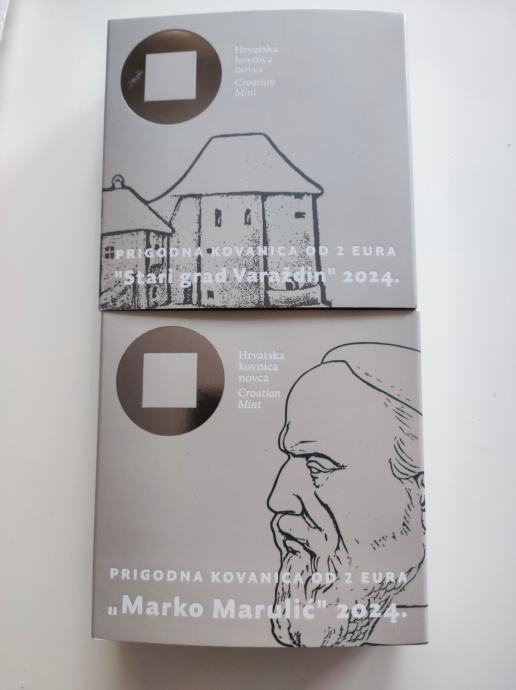 Hrvatska
kovnica
novca
Croatian
Mint
PRIGODNA KOVANICA OD 2 EURA
"Stari grad Varaždin" 2024.
Hrvatska
kovnica
novca
Croatian
Mint
PRIGODNA KOVANICA OD 2 EURA
„Marko Marulić" 2024.